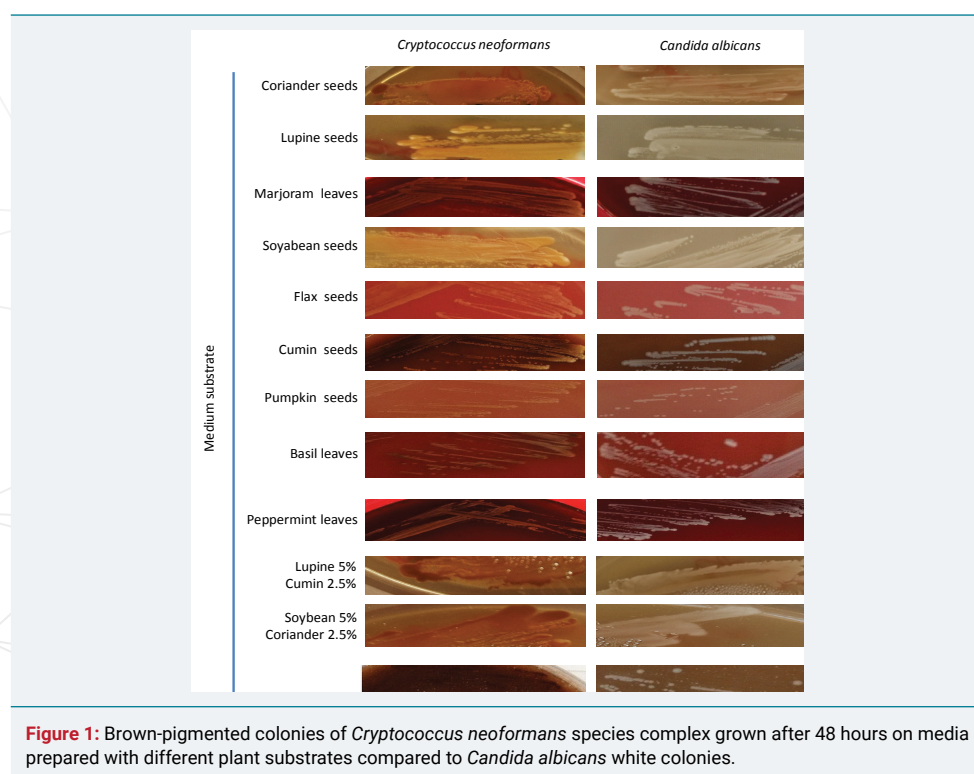 Cryptococcus neoformans
Candida albicans
Medium substrate
Coriander seeds
Lupine seeds
Marjoram leaves
Soyabean seeds
Flax seeds
Cumin seeds
Pumpkin seeds
Basil leaves
Peppermint leaves
Lupine 5%
Cumin 2.5%
Soybean 5%
Coriander 2.5%
Figure 1: Brown-pigmented colonies of Cryptococcus neoformans species complex grown after 48 hours on media
prepared with different plant substrates compared to Candida albicans white colonies.